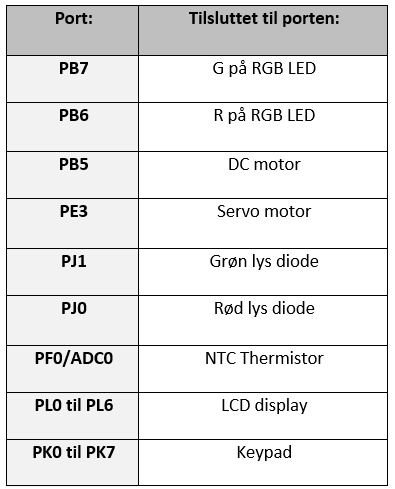 Port: Tilsluttet til porten:
PB7 G på RGB LED
PB6 R på RGB LED
PB5 DC motor
PE3 Servo motor
PJ1 Grøn lys diode
PJ0 Rød lys diode
PF0/ADC0 NTC Thermistor
PL0 til PL6 LCD display
PK0 til PK7 Keypad